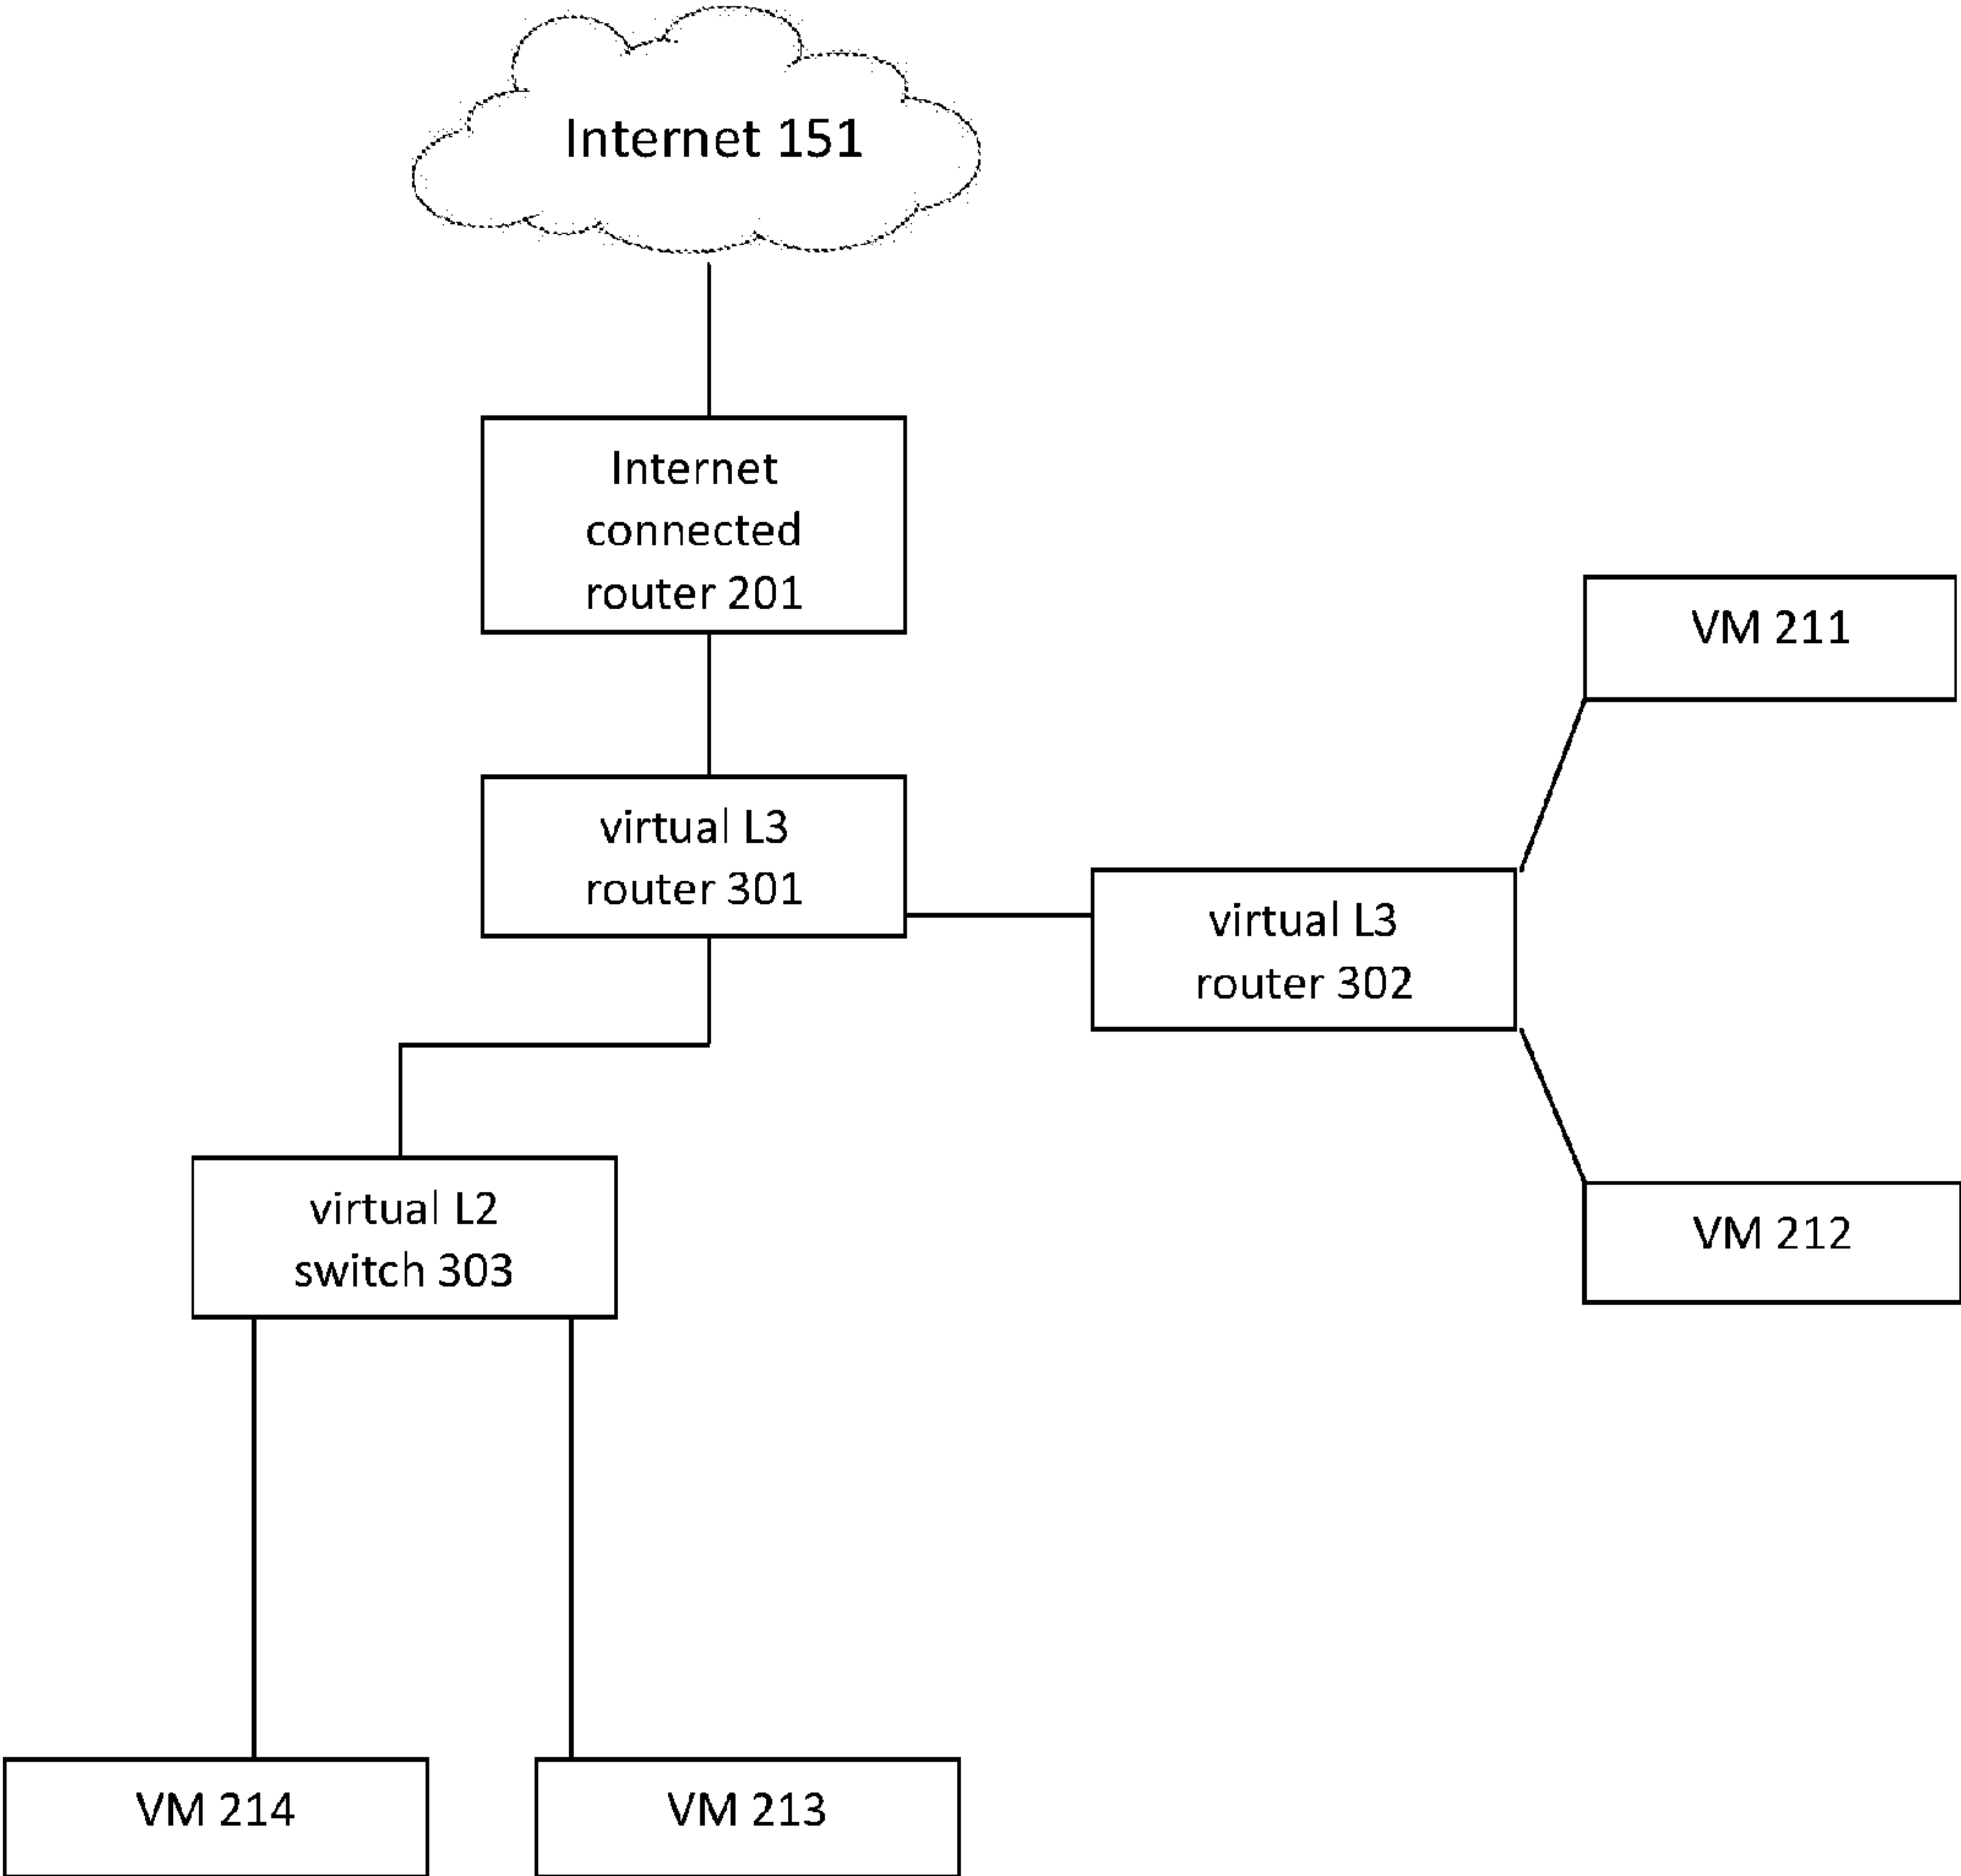 Internet 151
Internet
connected
router 201
VM 211
virtual L3
router 301
virtual L3
router 302
virtual L2
switch 303
VM 212
VM 214
VM 213